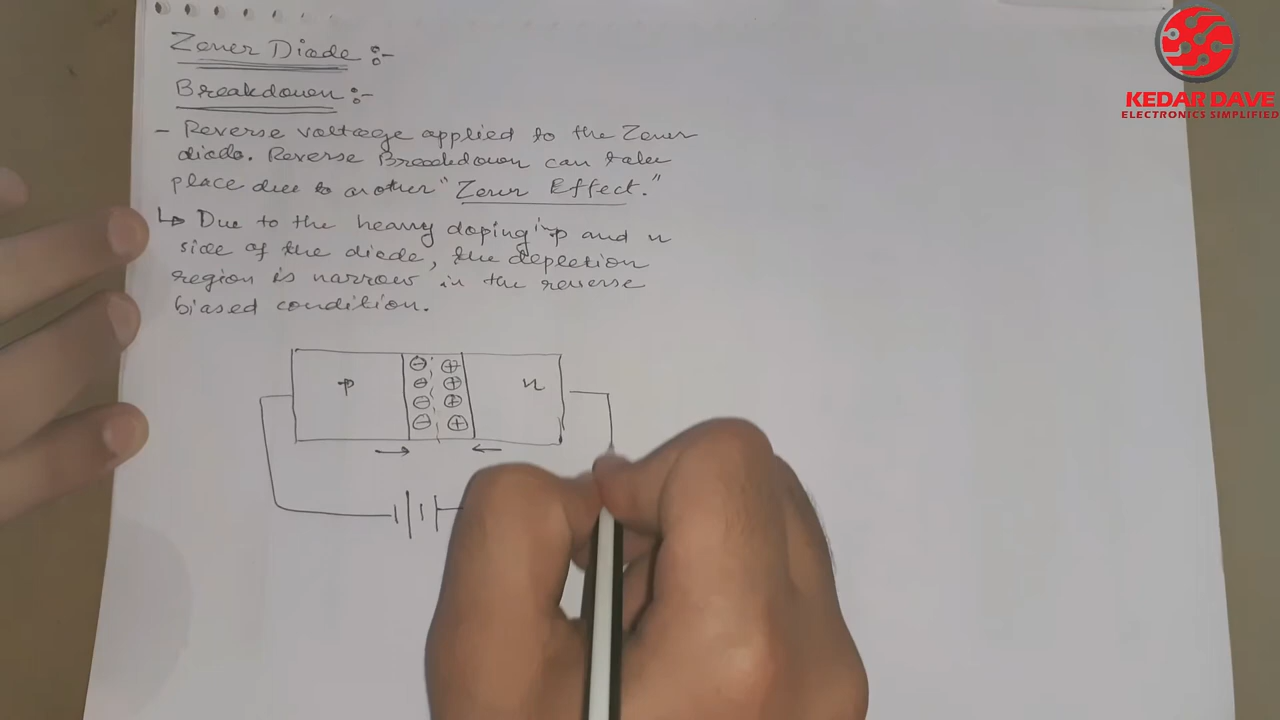 Zener Diode :-
Breakdown :-
- Reverse voltage applied to the Zener
diode. Reverse Breakdown can take
place due to another "Zener Effect."
↳ Due to the heavy doping in p and n
side of the diode, the depletion
region is narrow in the reverse
biased condition.
p ⊖ ⊕ n
⊖ ⊕
⊖ ⊕
⊖ ⊕
KEDAR DAVE
ELECTRONICS SIMPLIFIED